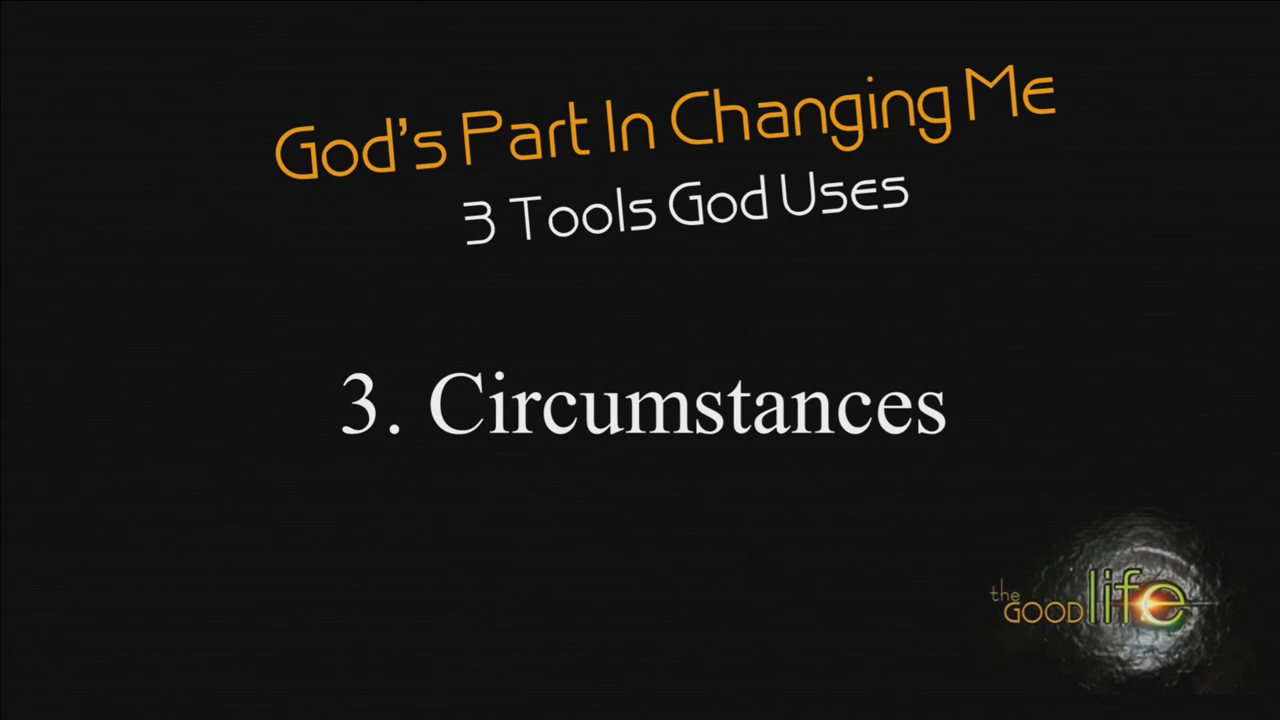 God's Part In Changing Me
3 Tools God Uses
3. Circumstances
the
GOOD life